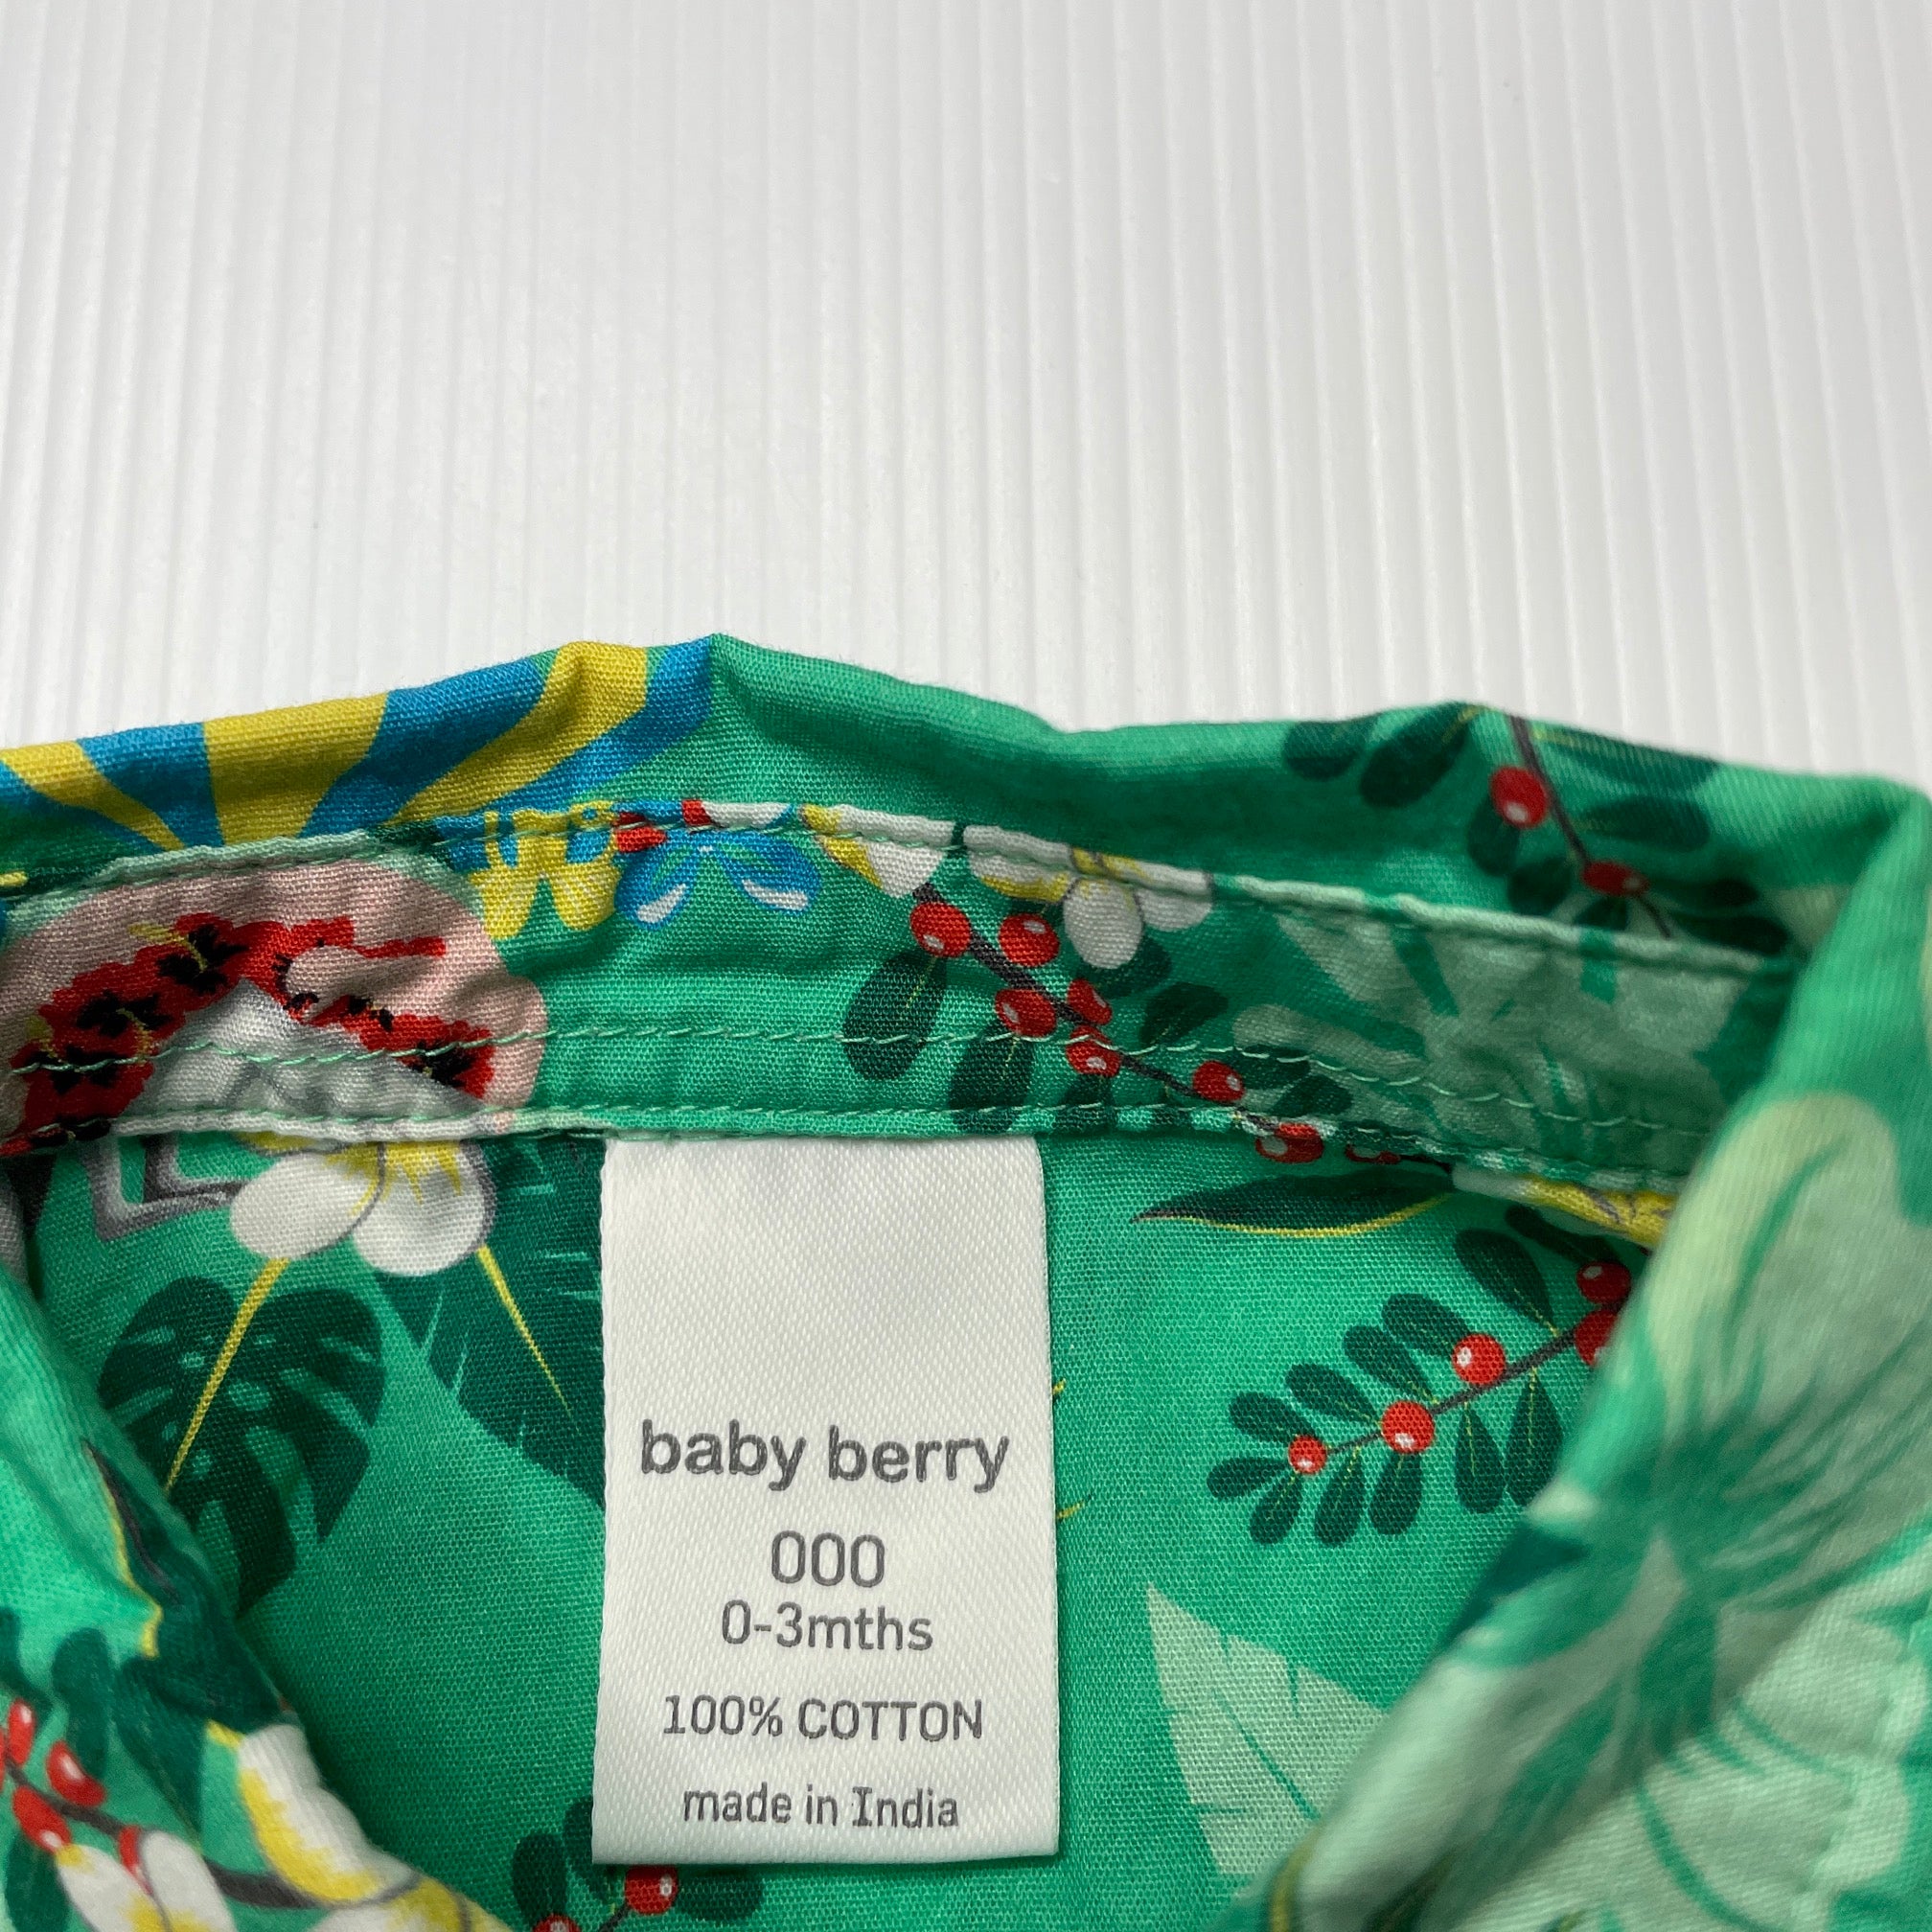 baby berry
000
0-3mths
100% COTTON
made in India